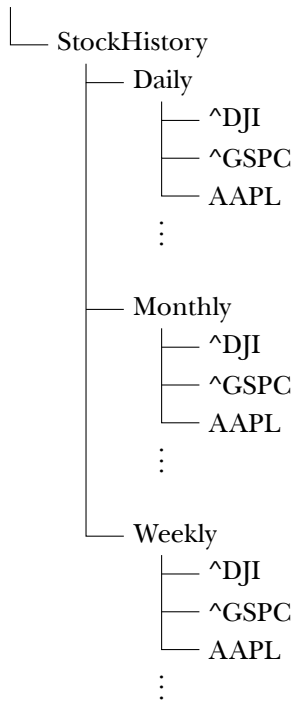 StockHistory
Daily
^DJI
^GSPC
AAPL
⋮
Monthly
^DJI
^GSPC
AAPL
⋮
Weekly
^DJI
^GSPC
AAPL
⋮